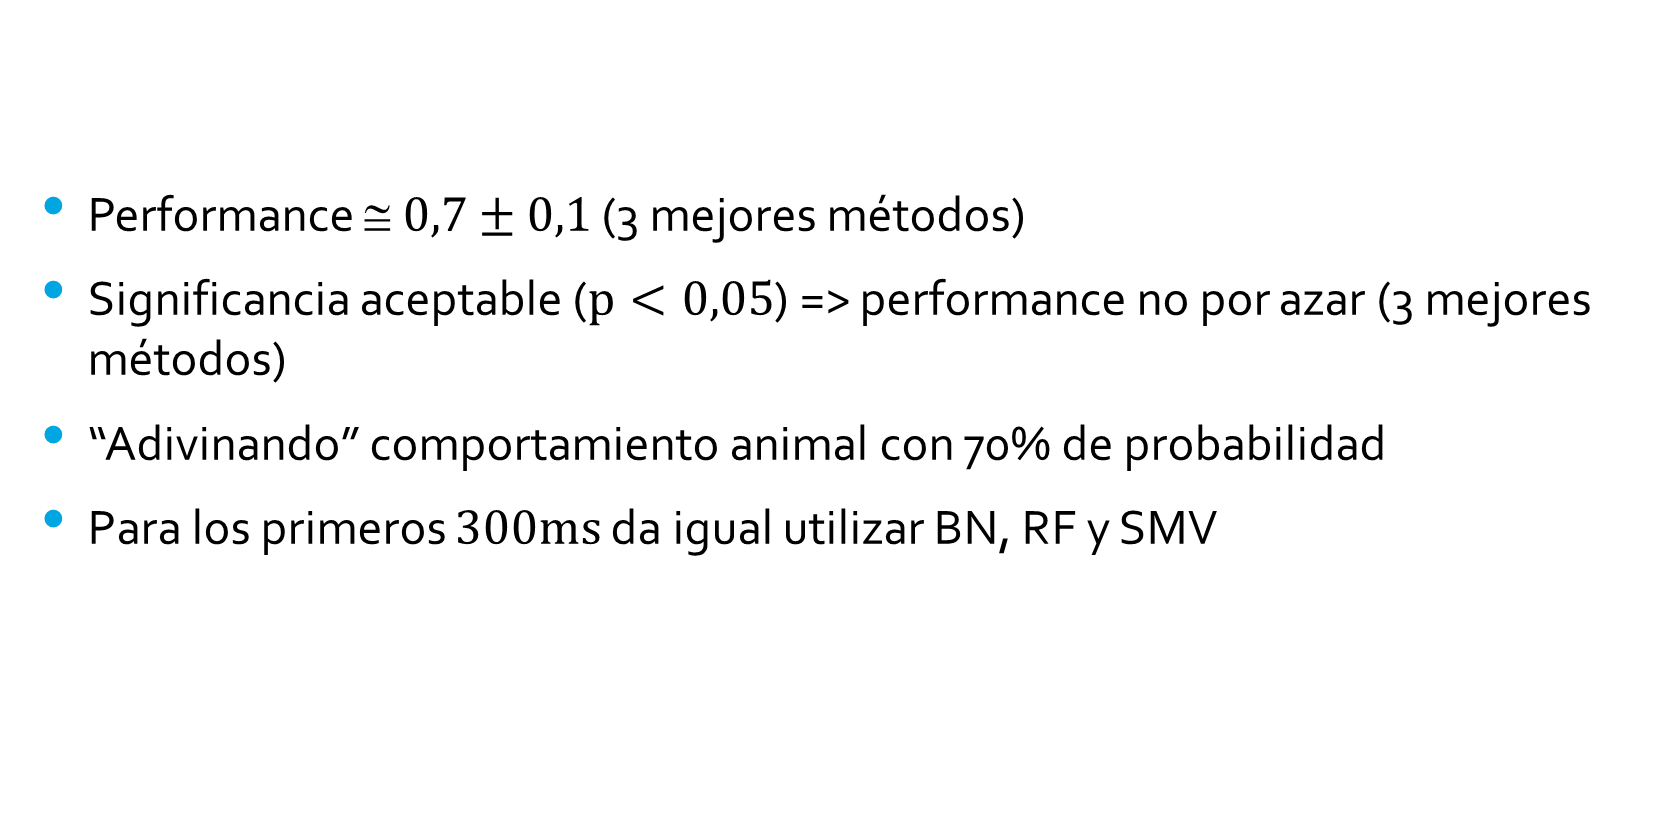 • Performance ≅ 0,7 ± 0,1 (3 mejores métodos)
• Significancia aceptable (p < 0,05) => performance no por azar (3 mejores
métodos)
• “Adivinando” comportamiento animal con 70% de probabilidad
• Para los primeros 300ms da igual utilizar BN, RF y SMV